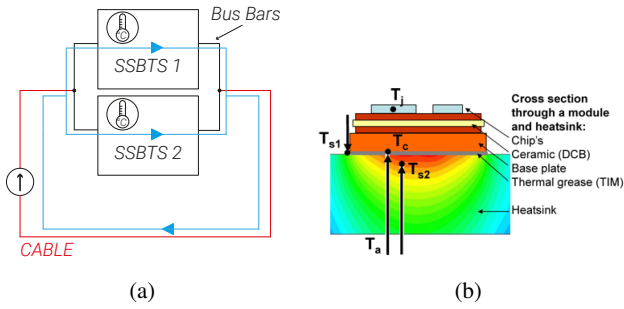 Bus Bars
°C
SSBTS 1
°C
SSBTS 2
CABLE
(a)
Tj
Ts1
Tc
Ts2
Ta
Cross section
through a module
and heatsink:
Chip's
Ceramic (DCB)
Base plate
Thermal grease (TIM)
Heatsink
(b)